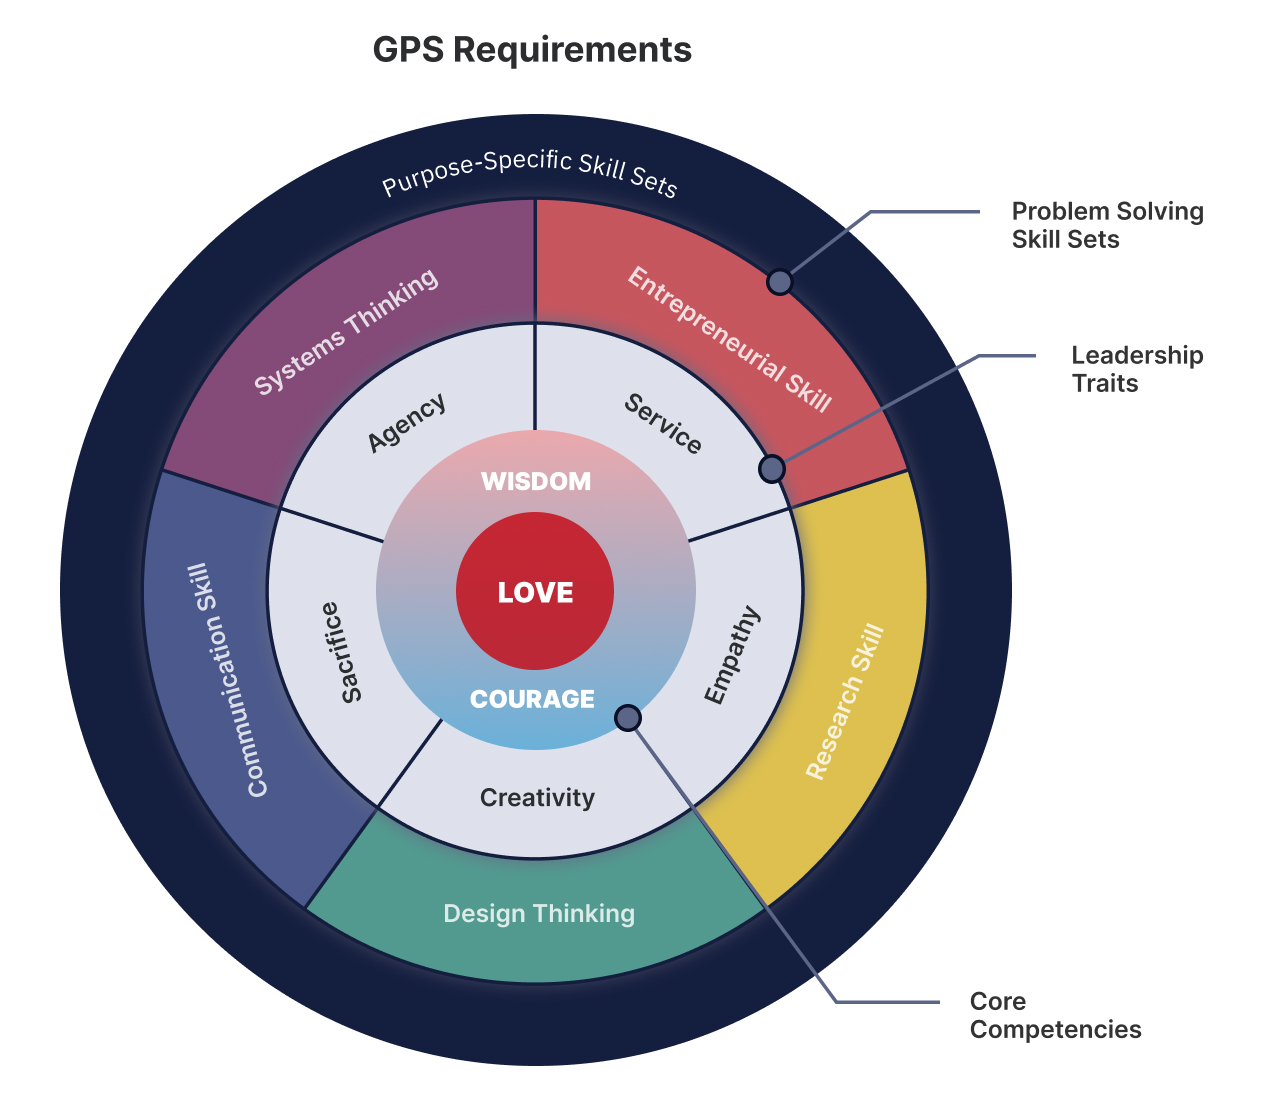 GPS Requirements
Purpose-Specific Skill Sets
Problem Solving
Skill Sets
Leadership
Traits
Systems Thinking
Entrepreneurial Skill
Agency
Service
WISDOM
LOVE
COURAGE
Communication Skill
Sacrifice
Empathy
Research Skill
Creativity
Design Thinking
Core
Competencies